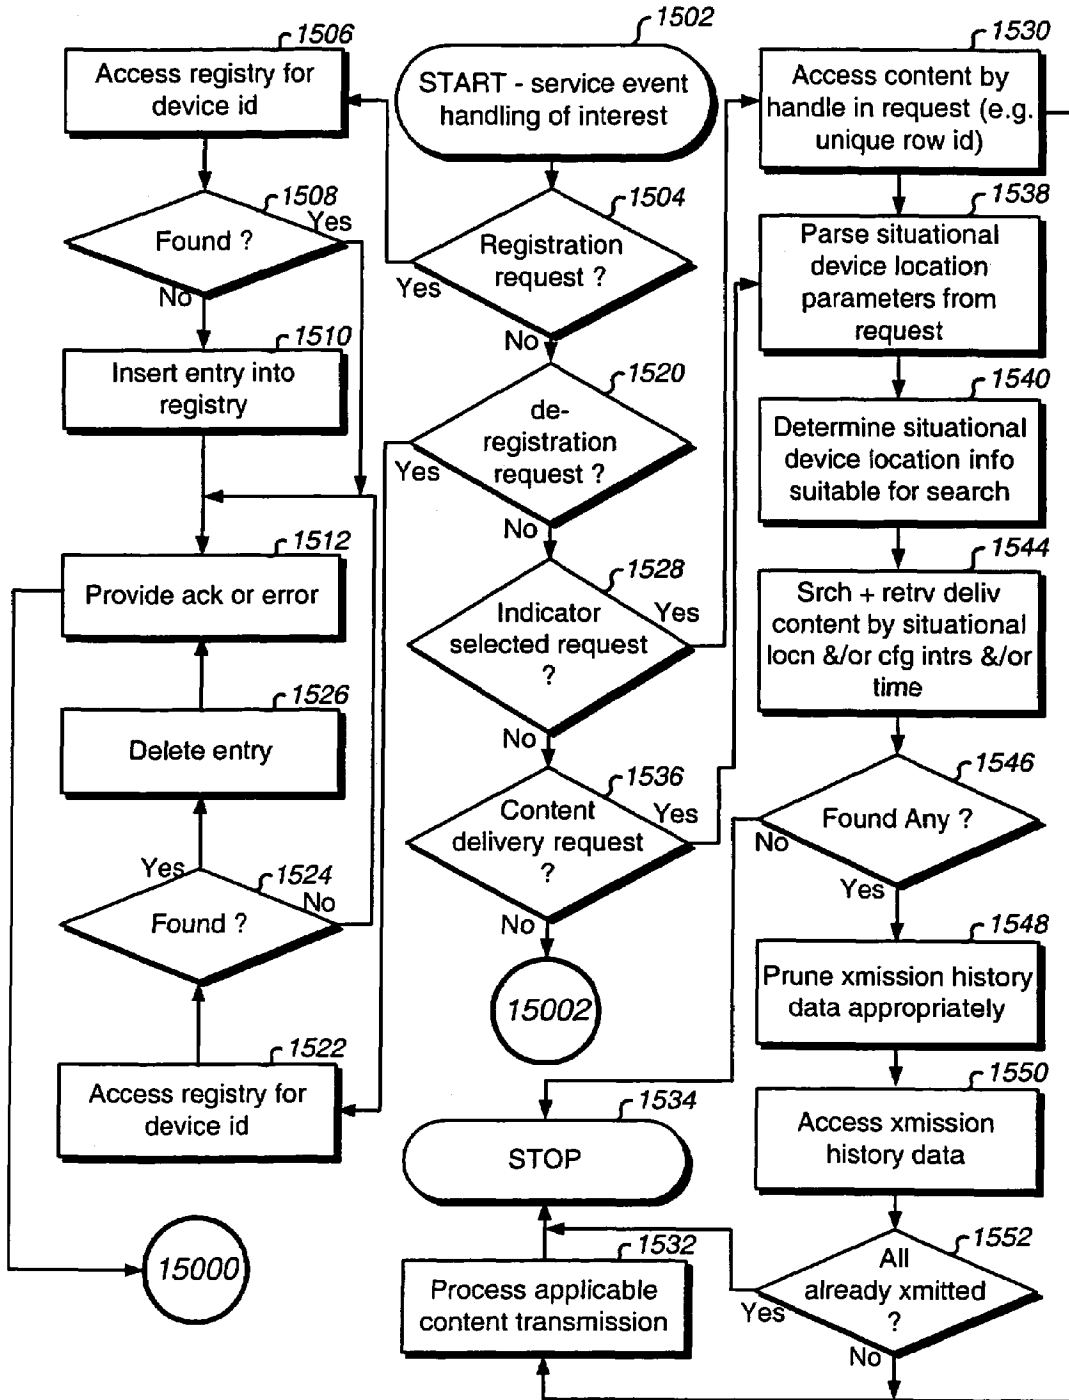 1506
Access registry for
device id
1508
Found ?
Yes
No
1510
Insert entry into
registry
1512
Provide ack or error
1526
Delete entry
Yes
1524
No
Found ?
1522
Access registry for
device id
15000
1502
START - service event
handling of interest
1504
Registration
request ?
Yes
No
1520
de-
registration
request ?
Yes
No
1528
Indicator
selected request
?
Yes
No
1536
Content
delivery request
?
Yes
No
15002
1534
STOP
1532
Process applicable
content transmission
1530
Access content by
handle in request (e.g.
unique row id)
1538
Parse situational
device location
parameters from
request
1540
Determine situational
device location info
suitable for search
1544
Srch + retrv deliv
content by situational
locn &/or cfg intrs &/or
time
1546
Found Any ?
No
Yes
1548
Prune xmission history
data appropriately
1550
Access xmission
history data
1552
All
already xmitted
?
Yes
No